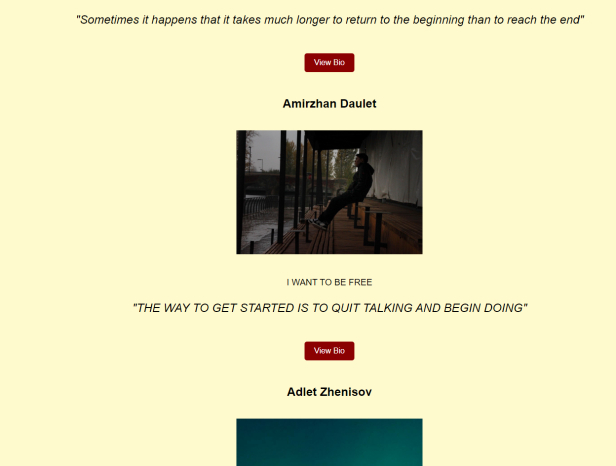 "Sometimes it happens that it takes much longer to return to the beginning than to reach the end"
View Bio
Amirzhan Daulet
I WANT TO BE FREE
"THE WAY TO GET STARTED IS TO QUIT TALKING AND BEGIN DOING"
View Bio
Adlet Zhenisov